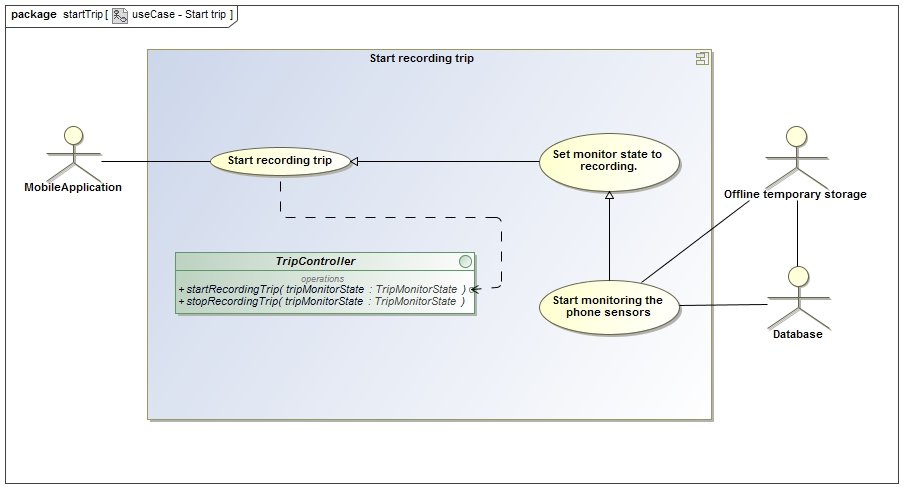 package startTrip [ useCase - Start trip ]
Start recording trip
MobileApplication
Start recording trip
Set monitor state to
recording.
Offline temporary storage
TripController
operations
+ startRecordingTrip( tripMonitorState : TripMonitorState )
+ stopRecordingTrip( tripMonitorState : TripMonitorState )
Start monitoring the
phone sensors
Database